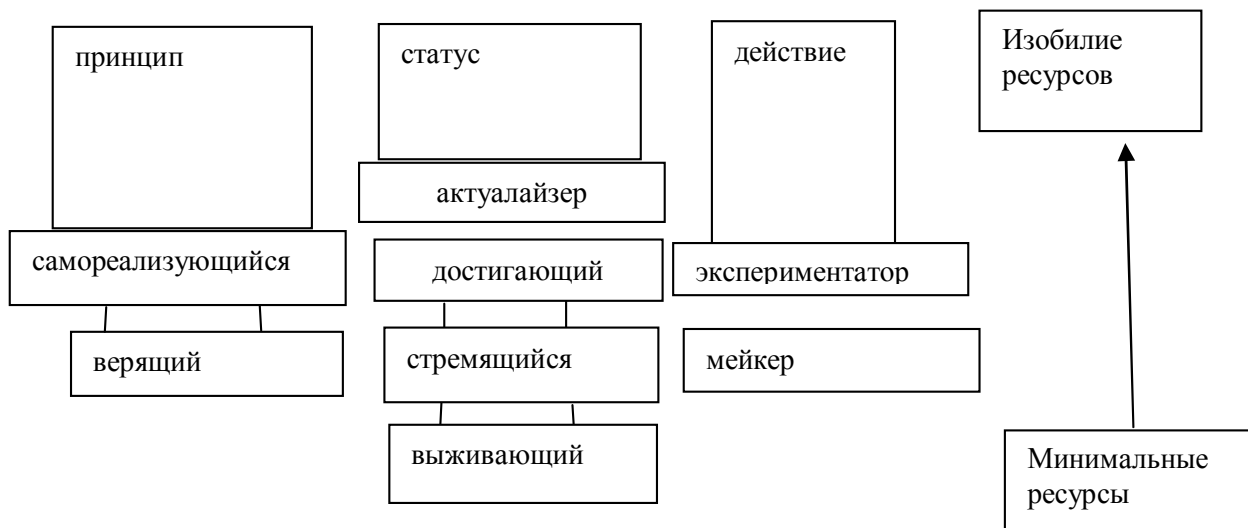 принцип
статус
действие
Изобилие
ресурсов
актуалайзер
самореализующийся
достигающий
экспериментатор
верящий
стремящийся
мейкер
выживающий
Минимальные
ресурсы